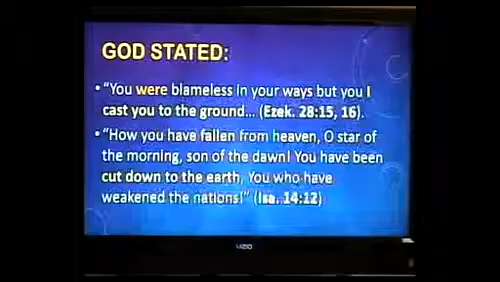 GOD STATED:
• "You were blameless in your ways but you I
cast you to the ground... (Ezek. 28:15, 16).
• "How you have fallen from heaven, O star of
the morning, son of the dawn! You have been
cut down to the earth, You who have
weakened the nations!" (Isa. 14:12)
VIZIO